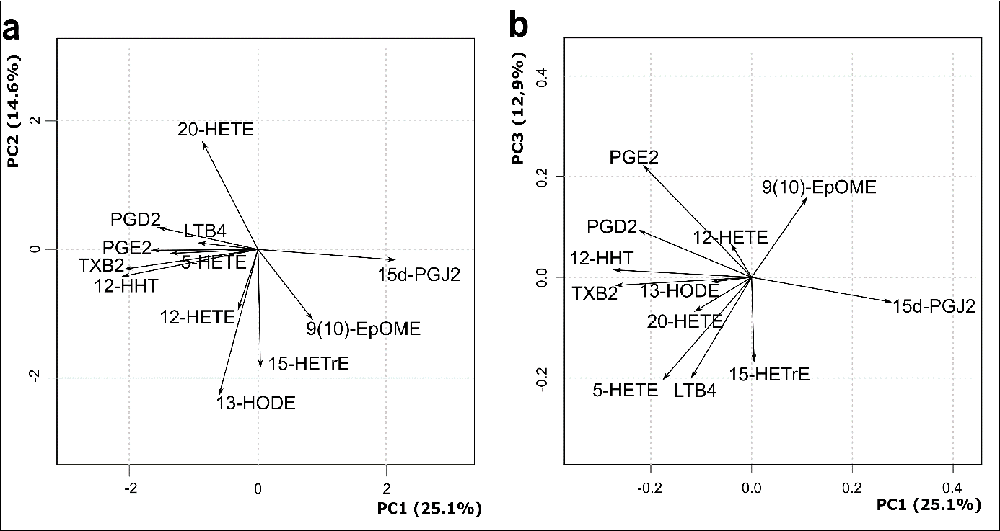 a
PC2 (14.6%)
2
0
-2
20-HETE
PGD2
LTB4
PGE2
5-HETE
TXB2
12-HHT
15d-PGJ2
12-HETE
9(10)-EpOME
15-HETrE
13-HODE
-2
0
2
PC1 (25.1%)
b
PC3 (12,9%)
0.4
0.2
0.0
-0.2
PGE2
9(10)-EpOME
PGD2
12-HETE
12-HHT
TXB2
13-HODE
15d-PGJ2
20-HETE
15-HETrE
5-HETE
LTB4
-0.2
0.0
0.2
0.4
PC1 (25.1%)